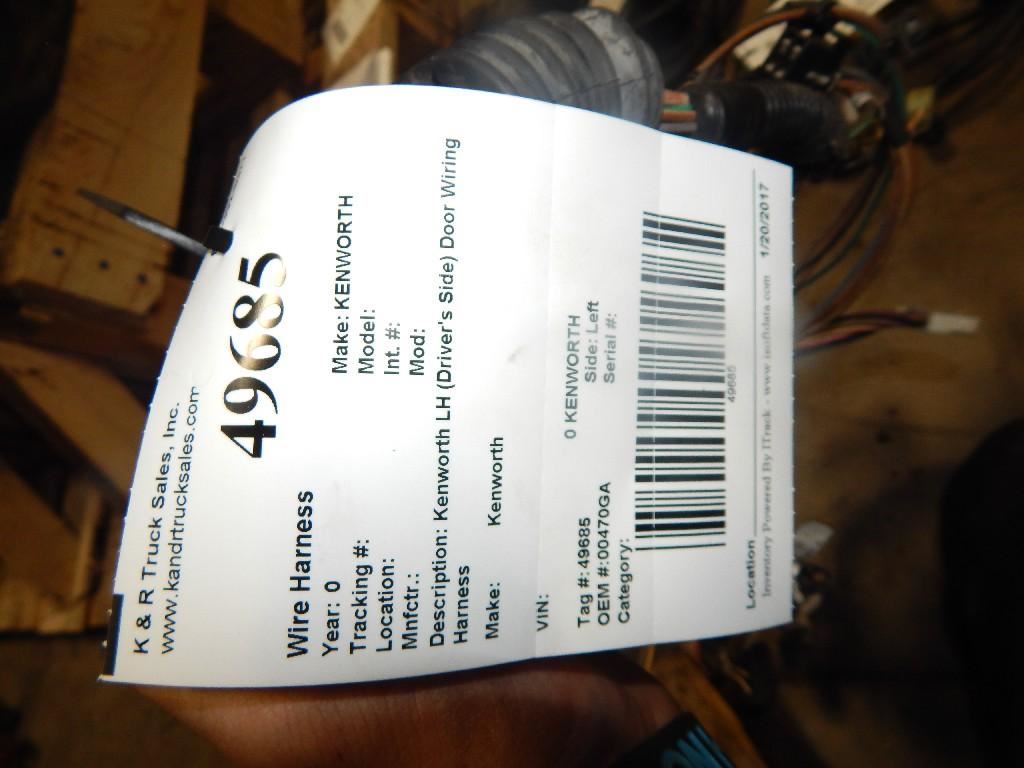 K & R Truck Sales, Inc.
www.kandrtrucksales.com
49685
Wire Harness
Year: 0 Make: KENWORTH
Tracking #: Model:
Location: Int. #:
Mnfctr.: Mod:
Description: Kenworth LH (Driver's Side) Door Wiring
Harness
Make: Kenworth
VIN:
0 KENWORTH
Tag #: 49685 Side: Left
OEM #:00470GA Serial #:
Category:
49685
Location
Inventory Powered By ITrack - www.isoftdata.com 1/20/2017